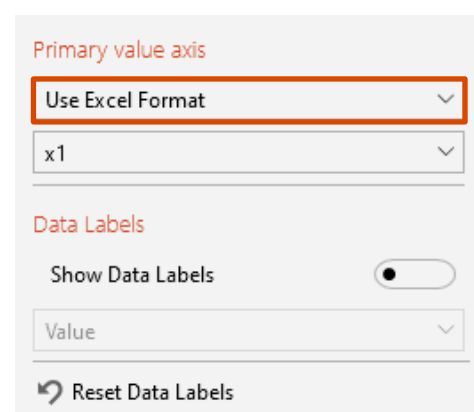 Primary value axis
Use Excel Format
x1
Data Labels
Show Data Labels
Value
Reset Data Labels